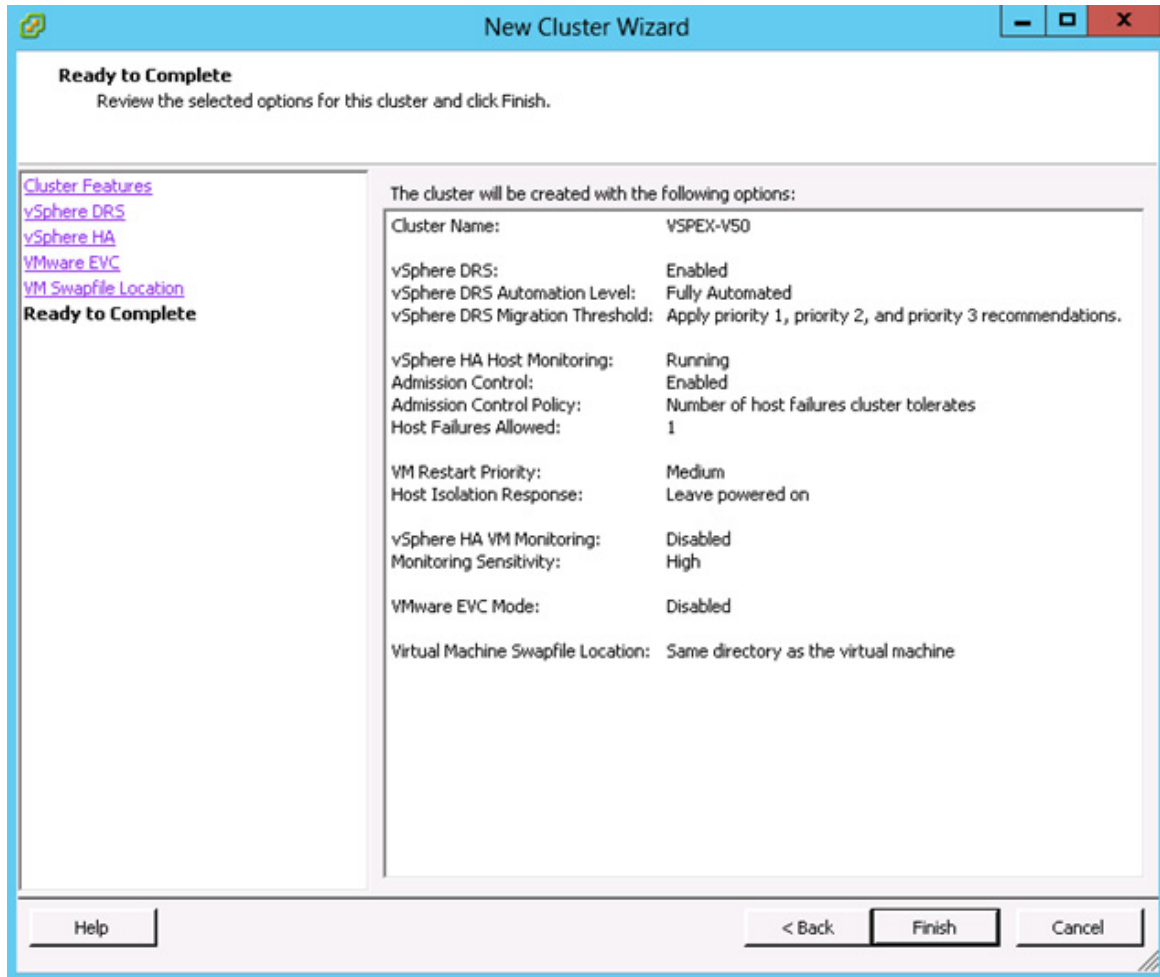 New Cluster Wizard
Ready to Complete
Review the selected options for this cluster and click Finish.
Cluster Features
vSphere DRS
vSphere HA
VMware EVC
VM Swapfile Location
Ready to Complete
The cluster will be created with the following options:
Cluster Name: VSPEX-V50
vSphere DRS: Enabled
vSphere DRS Automation Level: Fully Automated
vSphere DRS Migration Threshold: Apply priority 1, priority 2, and priority 3 recommendations.
vSphere HA Host Monitoring: Running
Admission Control: Enabled
Admission Control Policy: Number of host failures cluster tolerates
Host Failures Allowed: 1
VM Restart Priority: Medium
Host Isolation Response: Leave powered on
vSphere HA VM Monitoring: Disabled
Monitoring Sensitivity: High
VMware EVC Mode: Disabled
Virtual Machine Swapfile Location: Same directory as the virtual machine
Help < Back Finish Cancel